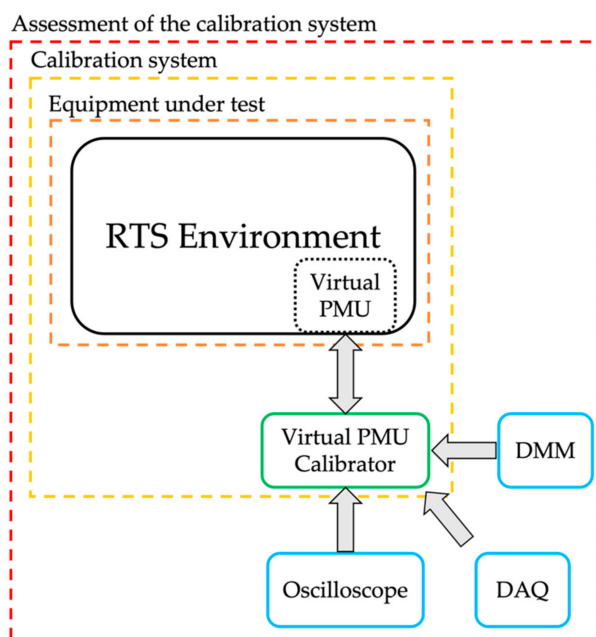 Assessment of the calibration system
Calibration system
Equipment under test
RTS Environment
Virtual
PMU
Virtual PMU
Calibrator
DMM
Oscilloscope
DAQ